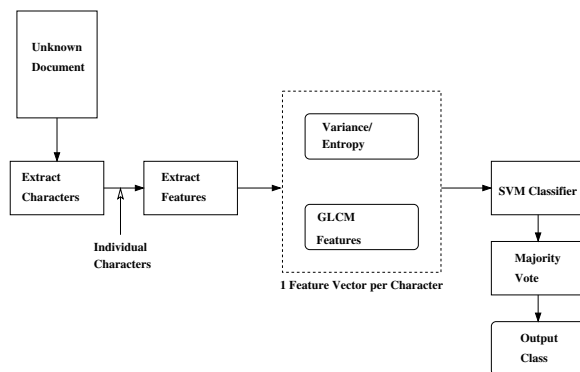 Unknown
Document
Extract
Characters
Extract
Features
Individual
Characters
Variance/
Entropy
GLCM
Features
1 Feature Vector per Character
SVM Classifier
Majority
Vote
Output
Class